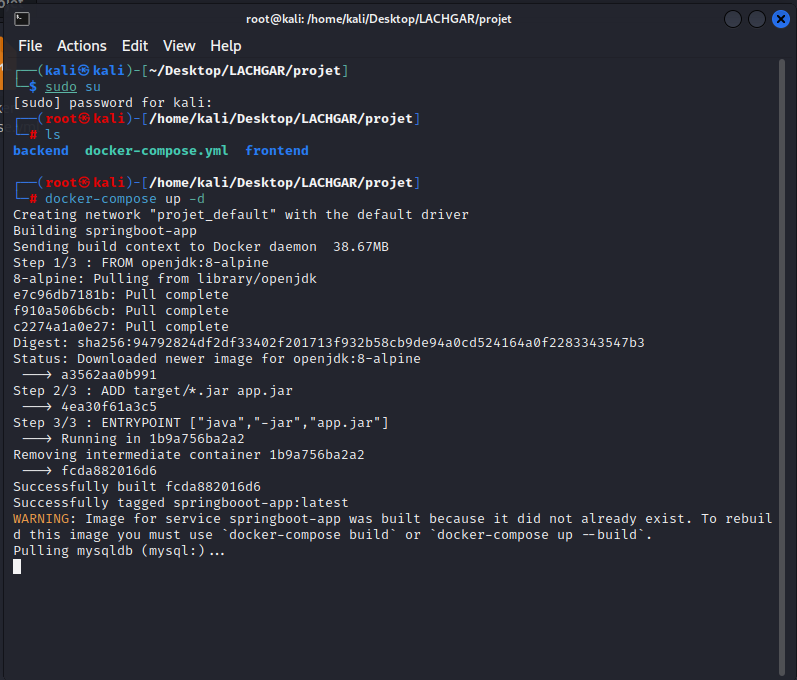 root@kali: /home/kali/Desktop/LACHGAR/projet
File Actions Edit View Help
┌──(kali㉿kali)-[~/Desktop/LACHGAR/projet]
└─$ sudo su
[sudo] password for kali:
┌──(root㉿kali)-[/home/kali/Desktop/LACHGAR/projet]
└─# ls
backend docker-compose.yml frontend
┌──(root㉿kali)-[/home/kali/Desktop/LACHGAR/projet]
└─# docker-compose up -d
Creating network "projet_default" with the default driver
Building springboot-app
Sending build context to Docker daemon 38.67MB
Step 1/3 : FROM openjdk:8-alpine
8-alpine: Pulling from library/openjdk
e7c96db7181b: Pull complete
f910a506b6cb: Pull complete
c2274a1a0e27: Pull complete
Digest: sha256:94792824df2df33402f201713f932b58cb9de94a0cd524164a0f2283343547b3
Status: Downloaded newer image for openjdk:8-alpine
---> a3562aa0b991
Step 2/3 : ADD target/*.jar app.jar
---> 4ea30f61a3c5
Step 3/3 : ENTRYPOINT ["java","-jar","app.jar"]
---> Running in 1b9a756ba2a2
Removing intermediate container 1b9a756ba2a2
---> fcda882016d6
Successfully built fcda882016d6
Successfully tagged springbooot-app:latest
WARNING: Image for service springboot-app was built because it did not already exist. To rebuil
d this image you must use `docker-compose build` or `docker-compose up --build`.
Pulling mysqldb (mysql:)...